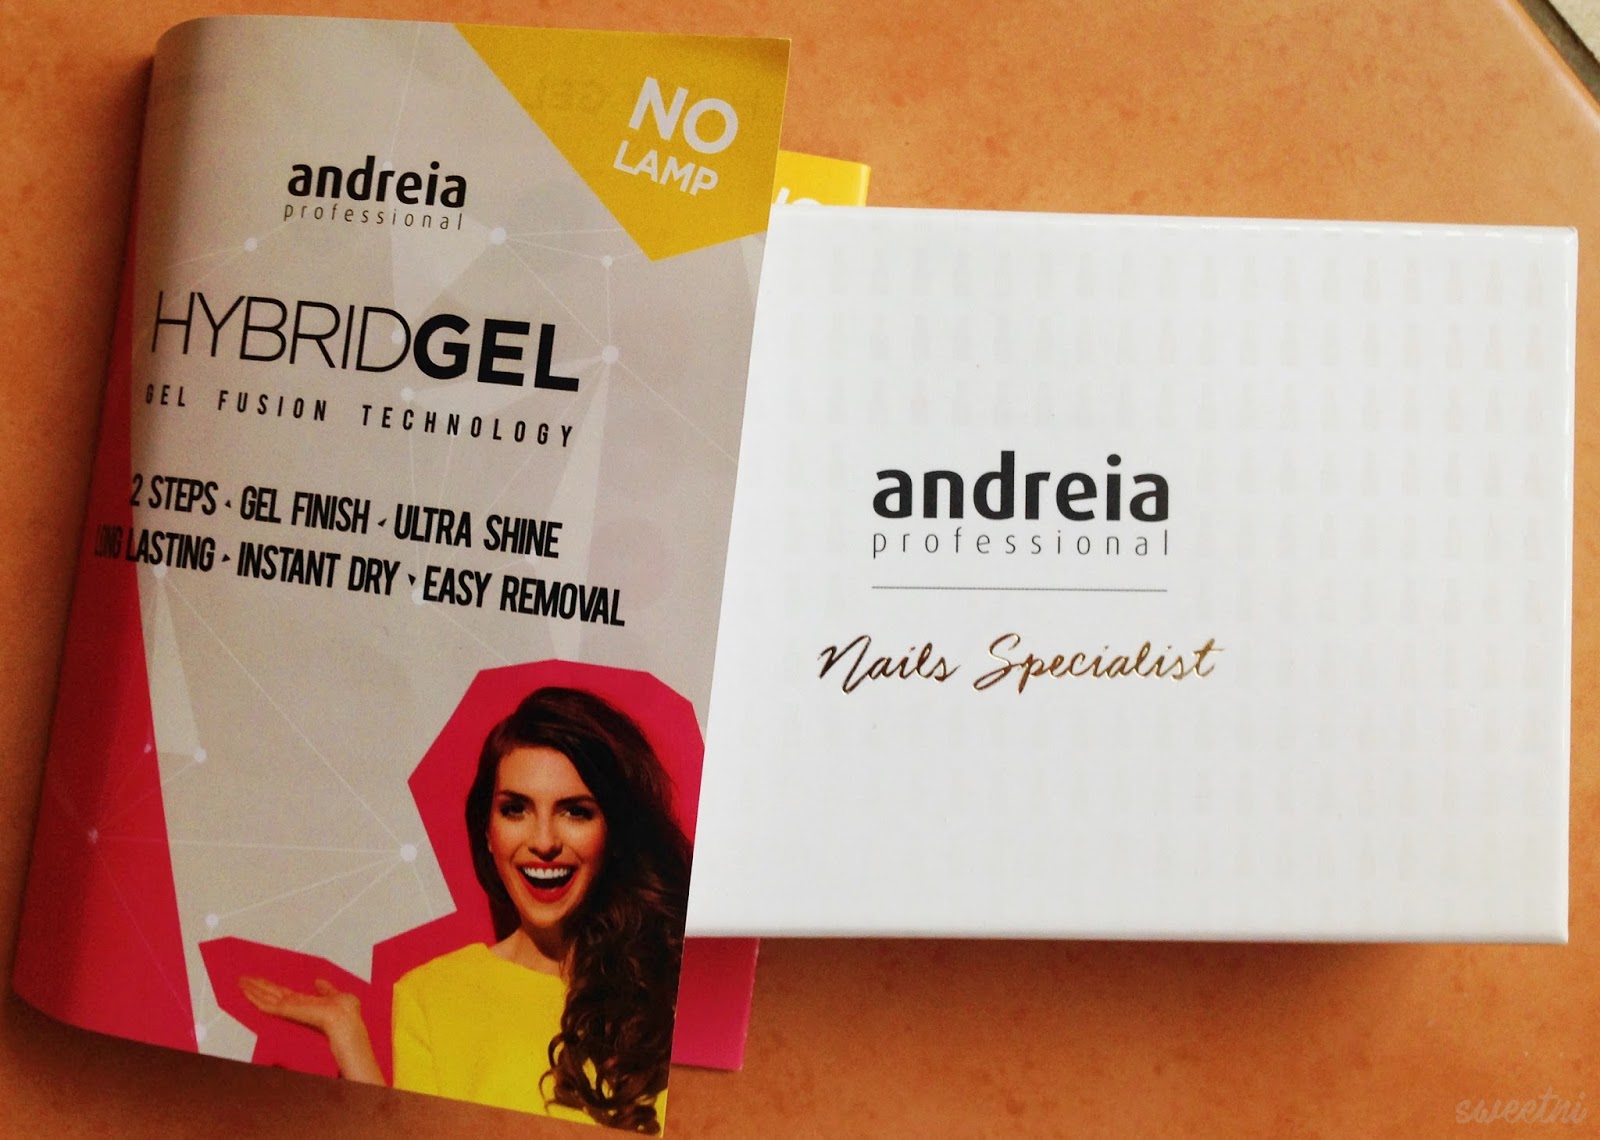 NO
LAMP
andreia
professional
HYBRIDGEL
GEL FUSION TECHNOLOGY
2 STEPS · GEL FINISH · ULTRA SHINE
LONG LASTING · INSTANT DRY · EASY REMOVAL
andreia
professional
Nails Specialist
sweetni